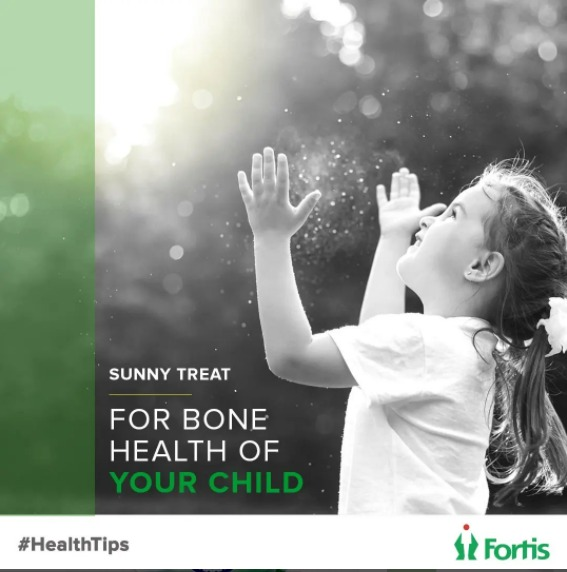 SUNNY TREAT
FOR BONE
HEALTH OF
YOUR CHILD
#HealthTips
Fortis